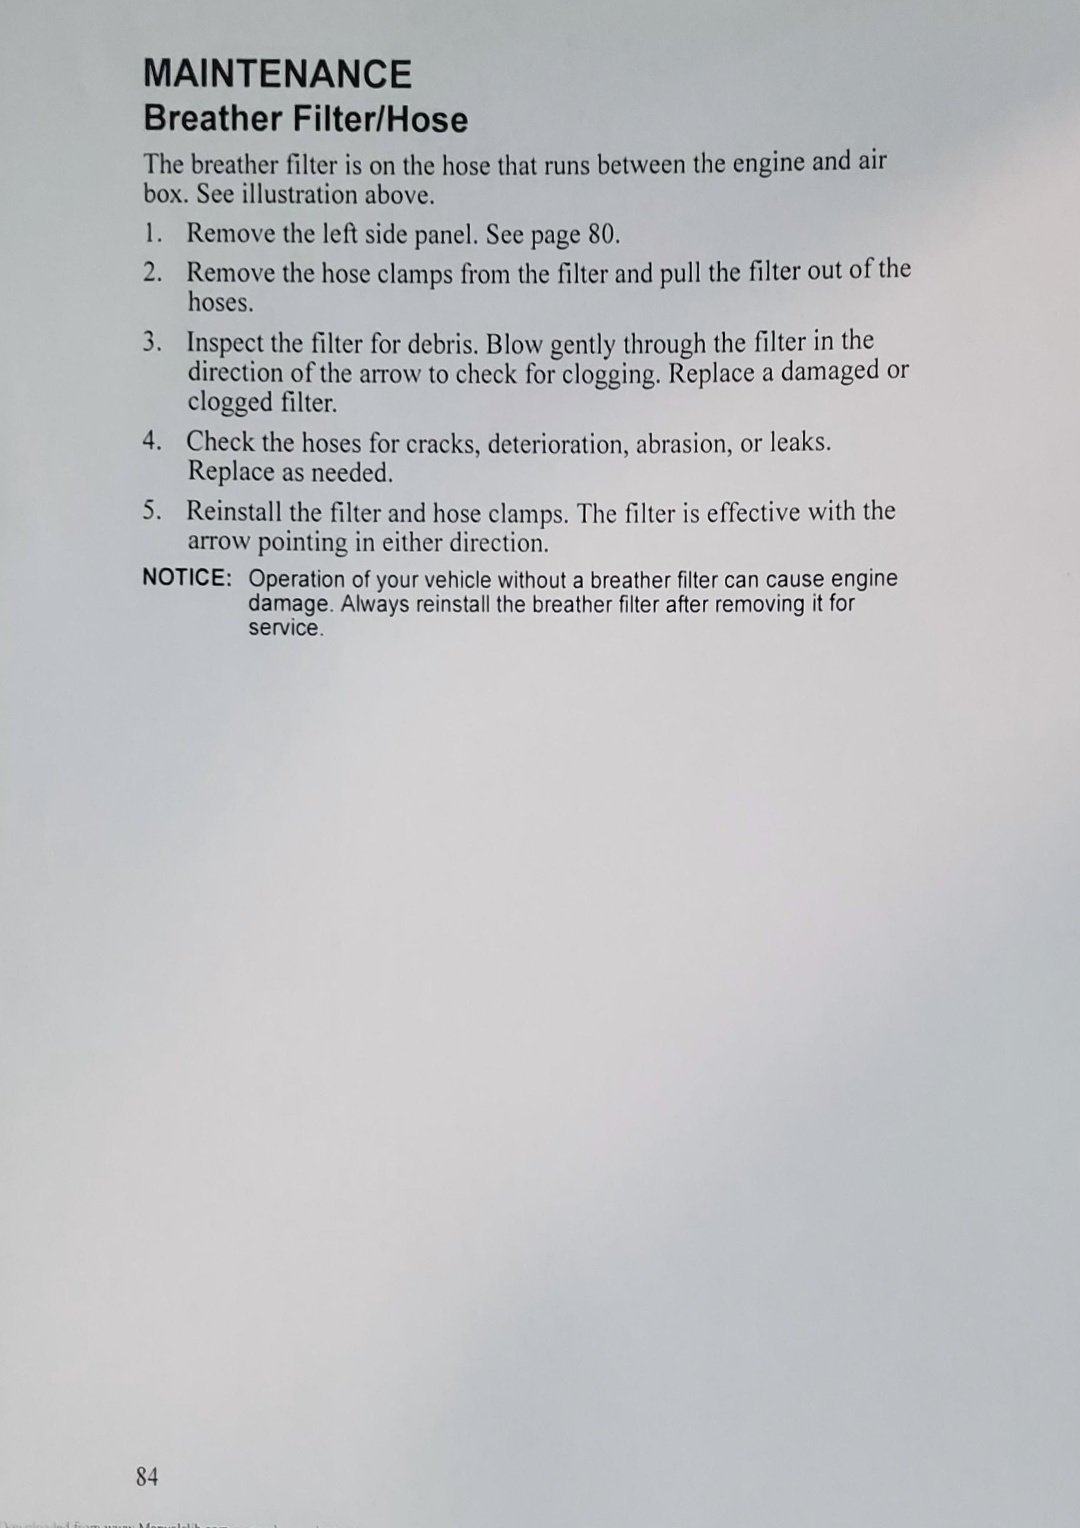 MAINTENANCE
Breather Filter/Hose
The breather filter is on the hose that runs between the engine and air
box. See illustration above.
1. Remove the left side panel. See page 80.
2. Remove the hose clamps from the filter and pull the filter out of the
hoses.
3. Inspect the filter for debris. Blow gently through the filter in the
direction of the arrow to check for clogging. Replace a damaged or
clogged filter.
4. Check the hoses for cracks, deterioration, abrasion, or leaks.
Replace as needed.
5. Reinstall the filter and hose clamps. The filter is effective with the
arrow pointing in either direction.
NOTICE: Operation of your vehicle without a breather filter can cause engine
damage. Always reinstall the breather filter after removing it for
service.
84